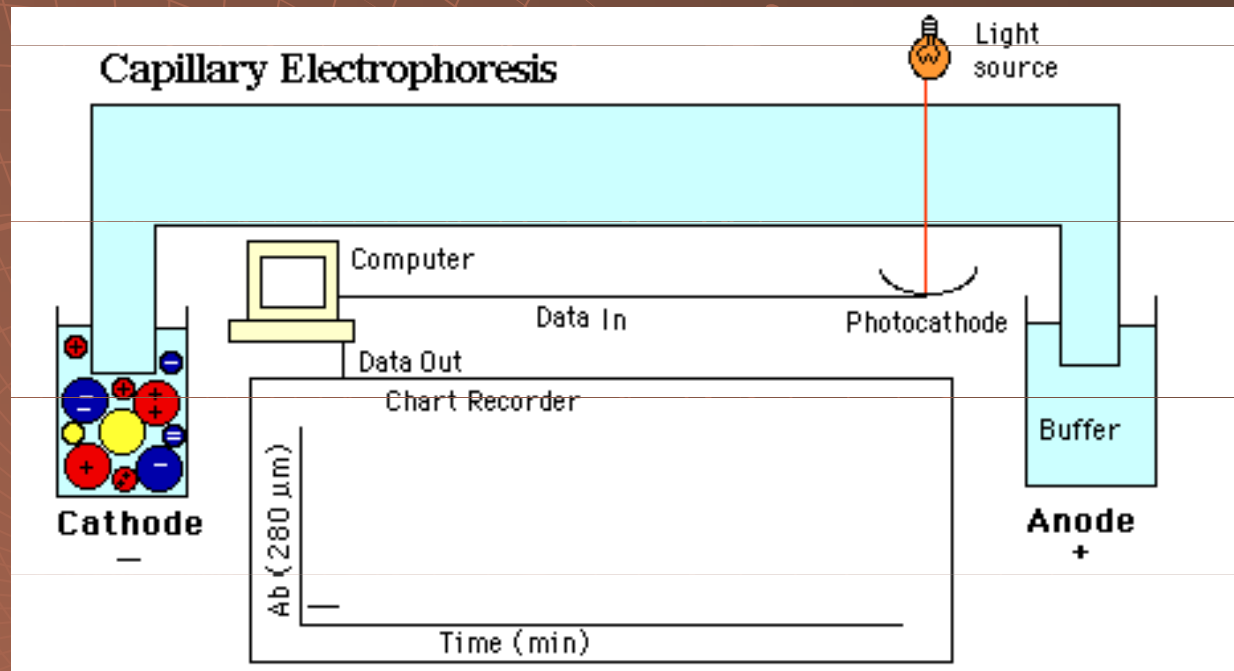 Capillary Electrophoresis
Light
source
Computer
Data In
Photocathode
Data Out
Chart Recorder
Buffer
Ab (280 µm)
Time (min)
Cathode
−
Anode
+